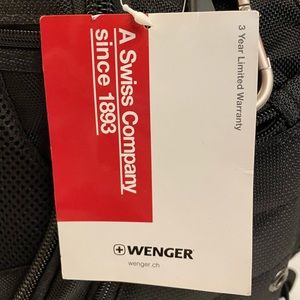 A Swiss Company
since 1893
3 Year Limited Warranty
WENGER
wenger.ch